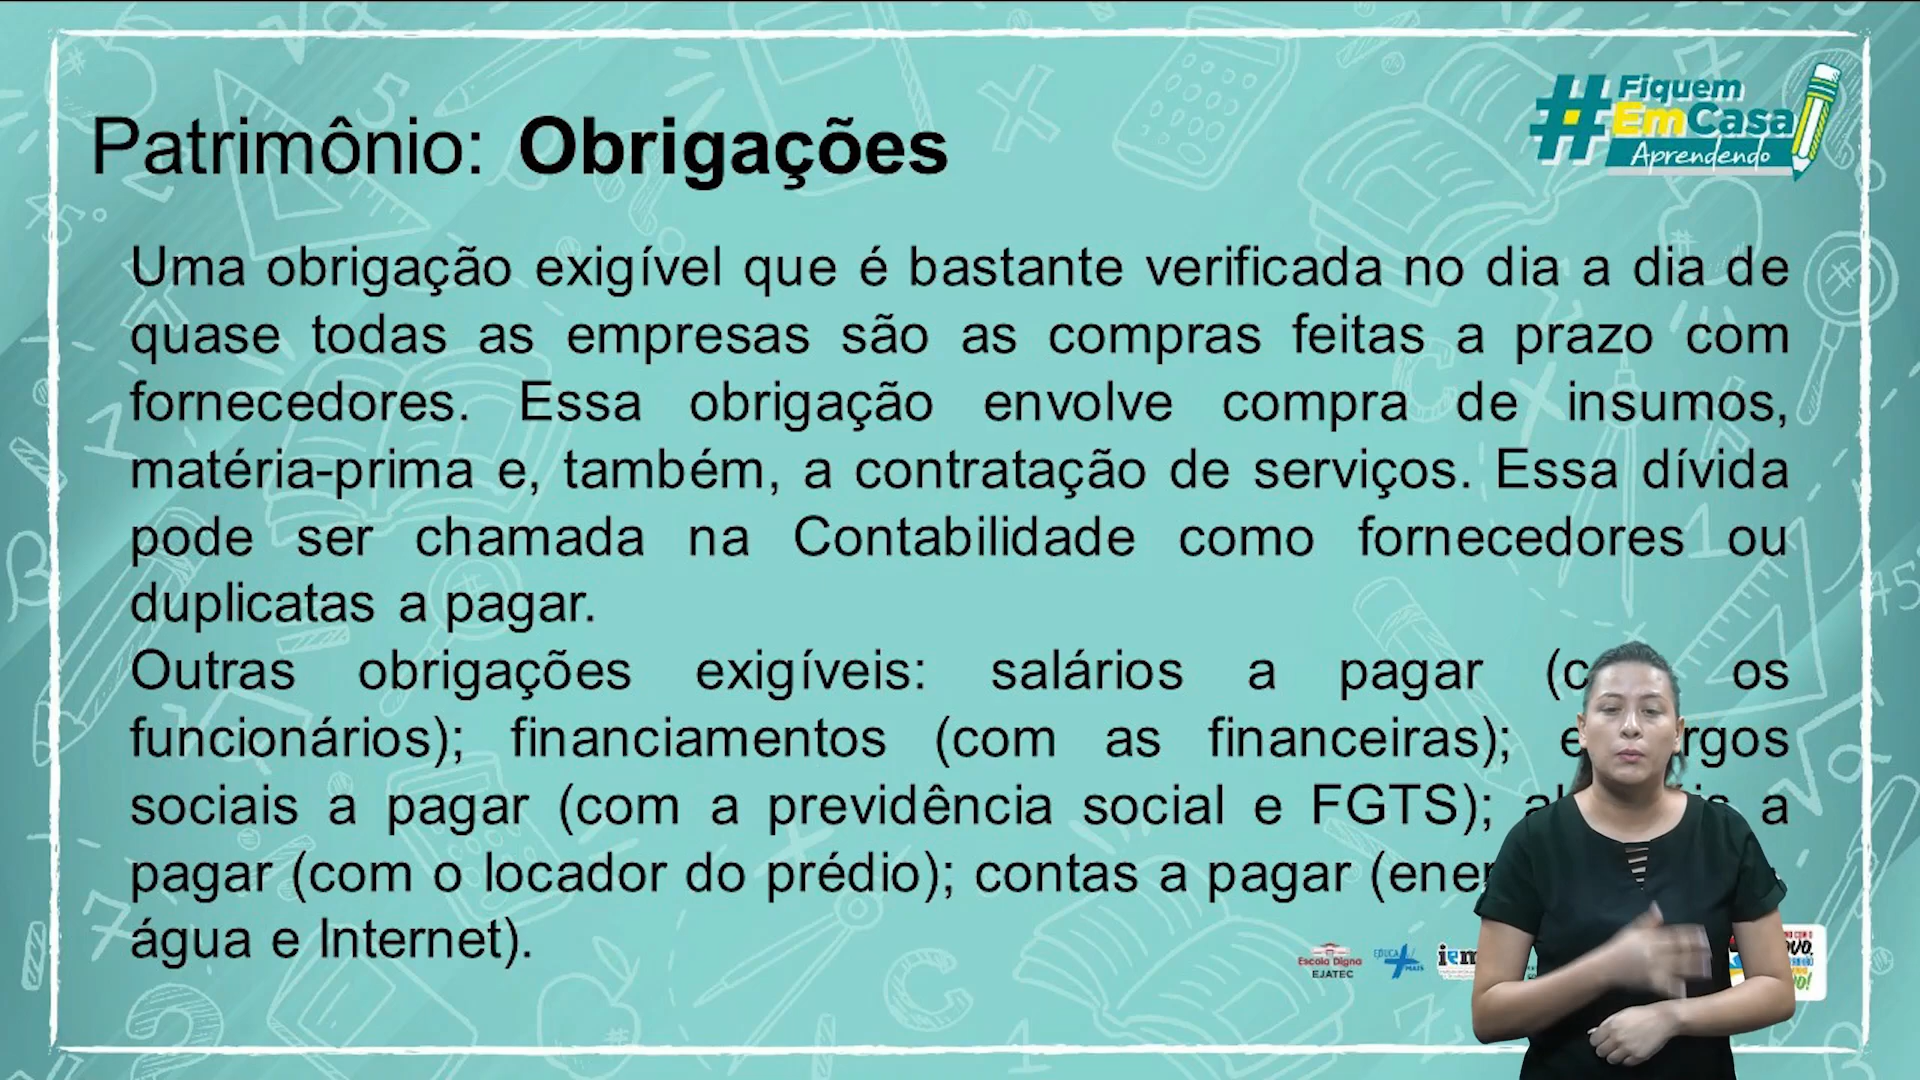 #Fiquem
EmCasa
Aprendendo
Patrimônio: Obrigações
Uma obrigação exigível que é bastante verificada no dia a dia de
quase todas as empresas são as compras feitas a prazo com
fornecedores. Essa obrigação envolve compra de insumos,
matéria-prima e, também, a contratação de serviços. Essa dívida
pode ser chamada na Contabilidade como fornecedores ou
duplicatas a pagar.
Outras obrigações exigíveis: salários a pagar ( os
funcionários); financiamentos (com as financeiras);
sociais a pagar (com a previdência social e FGTS); a
pagar (com o locador do prédio); contas a pagar
água e Internet).
Escola Digna
EJATEC
EDUCA
MAIS